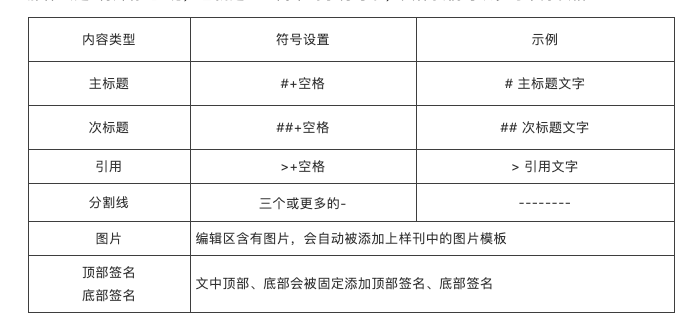 内容类型 符号设置 示例
主标题 #+空格 # 主标题文字
次标题 ##+空格 ## 次标题文字
引用 >+空格 > 引用文字
分割线 三个或更多的- --------
图片 编辑区含有图片，会自动被添加上样刊中的图片模板
顶部签名
底部签名
文中顶部、底部会被固定添加顶部签名、底部签名